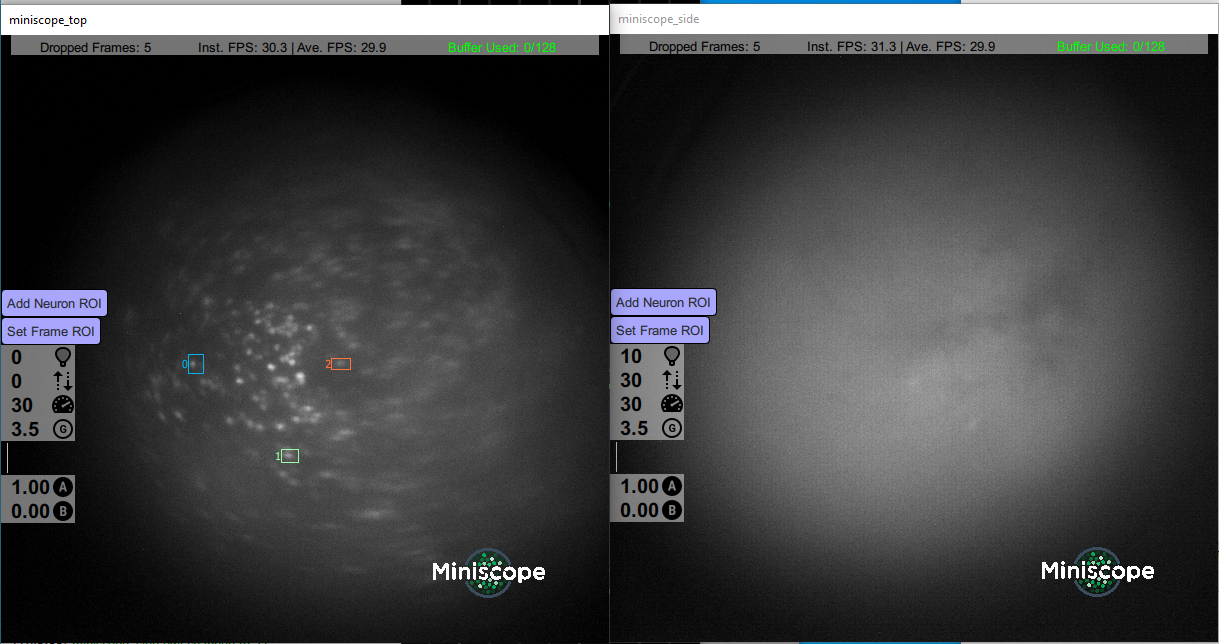 miniscope_top
Dropped Frames: 5 Inst. FPS: 30.3 | Ave. FPS: 29.9 Buffer Used: 0/128
Add Neuron ROI
Set Frame ROI
0
0
30
3.5 G
1.00 A
0.00 B
0
2
1
Miniscope
miniscope_side
Dropped Frames: 5 Inst. FPS: 31.3 | Ave. FPS: 29.9 Buffer Used: 0/128
Add Neuron ROI
Set Frame ROI
10
30
30
3.5 G
1.00 A
0.00 B
Miniscope